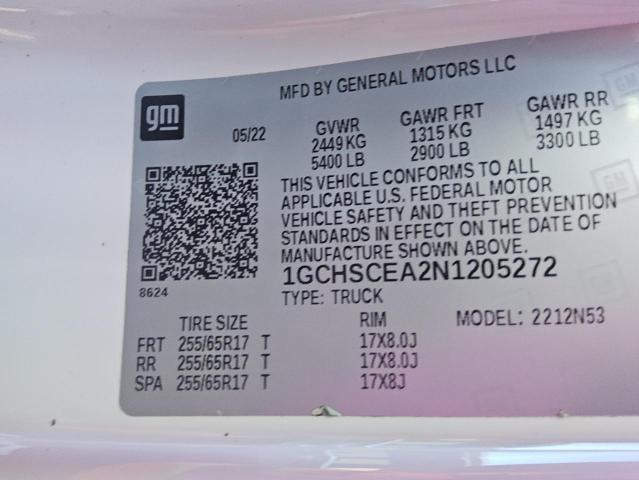 MFD BY GENERAL MOTORS LLC
gm
05/22
GVWR GAWR FRT GAWR RR
2449 KG 1315 KG 1497 KG
5400 LB 2900 LB 3300 LB
THIS VEHICLE CONFORMS TO ALL
APPLICABLE U.S. FEDERAL MOTOR
VEHICLE SAFETY AND THEFT PREVENTION
STANDARDS IN EFFECT ON THE DATE OF
MANUFACTURE SHOWN ABOVE.
8624
1GCHSCEA2N1205272
TYPE: TRUCK
TIRE SIZE RIM MODEL: 2212N53
FRT 255/65R17 T 17X8.0J
RR 255/65R17 T 17X8.0J
SPA 255/65R17 T 17X8J